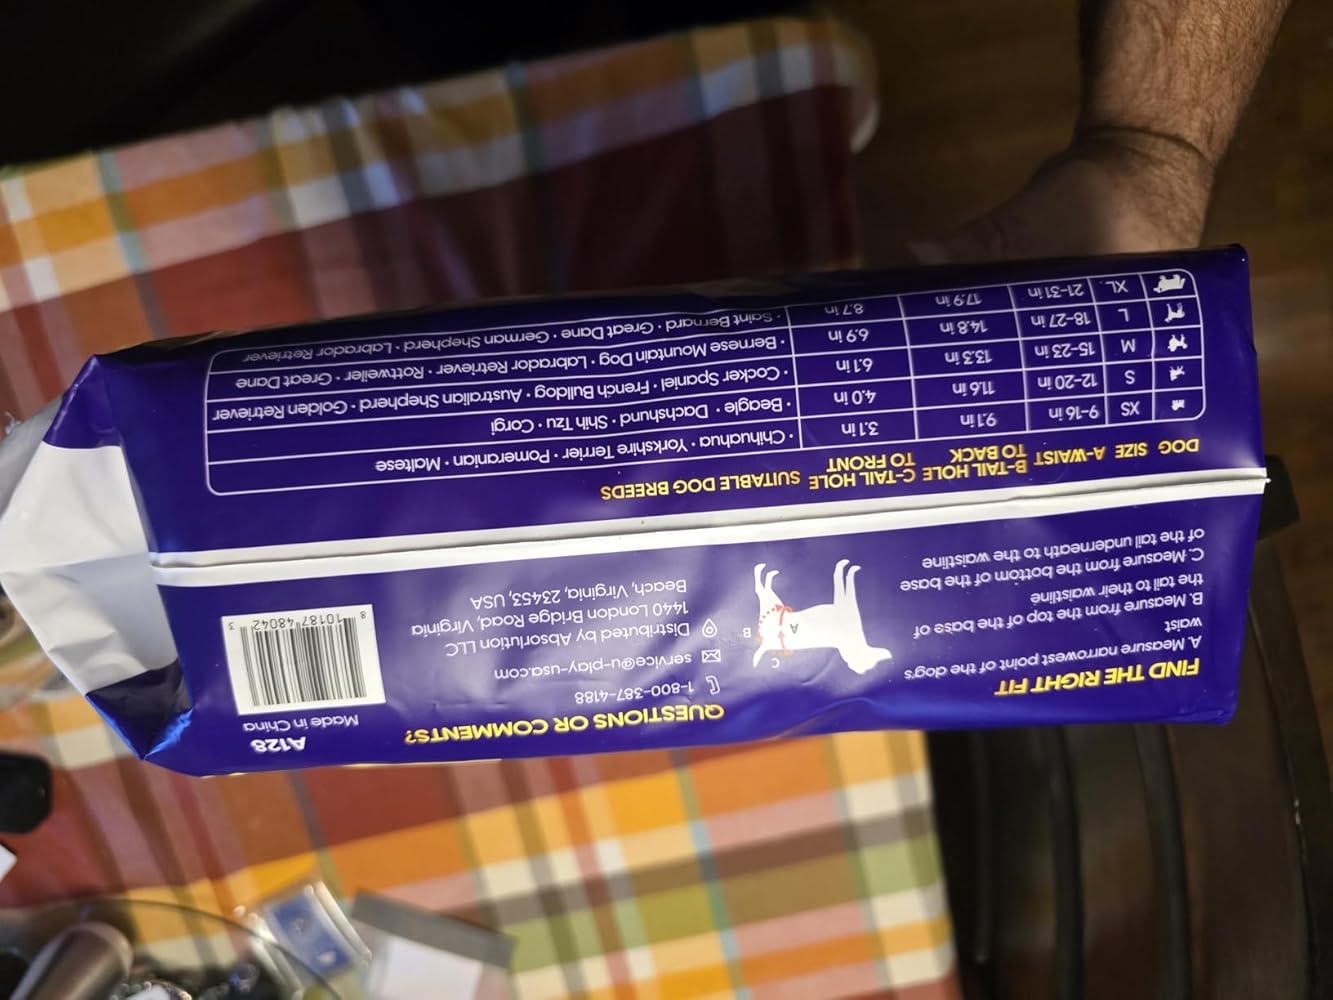 FIND THE RIGHT FIT
A.Measure narrowest point of the dog's
waist
B. Measure from the top of the base of
the tail to their waistline
C.Measure from the bottom of the base
of the tail underneath to the waistline
A
B
C
QUESTIONS OR COMMENTS?
1-800-387-4188
service@u-play-usa.com
Distributed by Absorlution LLC
1440 London Bridge Road, Virginia
Beach, Virginia, 23453, USA
A128
Made in China
8 10187 48042 3
DOG SIZE A-WAIST B-TAIL HOLE TO BACK C-TAIL HOLE TO FRONT SUITABLE DOG BREEDS
XS 9-16 in 9.1 in 3.1 in • Chihuahua • Yorkshire Terrier • Pomeranian • Maltese
S 12-20 in 11.6 in 4.0 in • Beagle • Dachshund • Shih Tzu • Corgi
M 15-23 in 13.3 in 6.1 in • Cocker Spaniel • French Bulldog • Australian Shepherd • Golden Retriever
L 18-27 in 14.8 in 6.9 in • Bernese Mountain Dog • Labrador Retriever • Rottweiler • Great Dane
XL 21-31 in 17.9 in 8.7 in • Saint Bernard • Great Dane • German Shepherd • Labrador Retriever